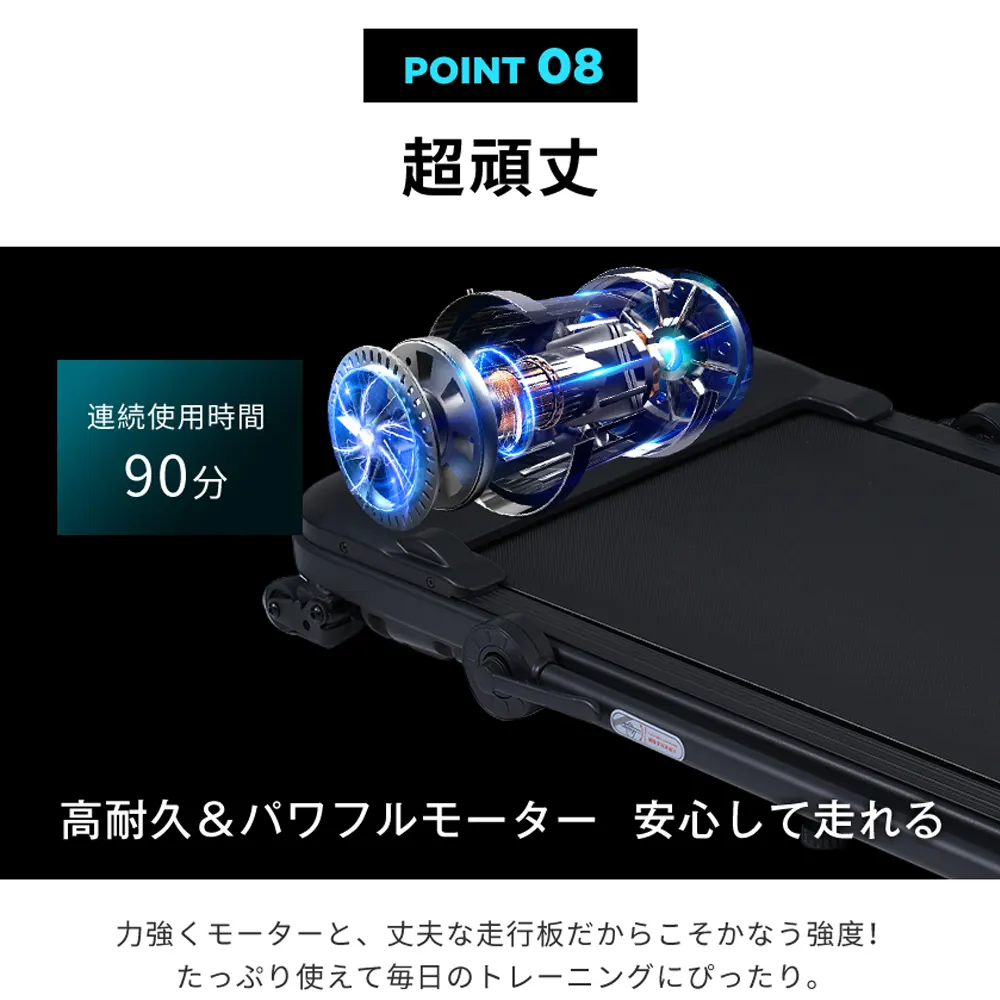 POINT 08
超頑丈
連続使用時間
90分
高耐久&パワフルモーター 安心して走れる
力強くモーターと、丈夫な走行板だからこそかなう強度!
たっぷり使えて毎日のトレーニングにぴったり。